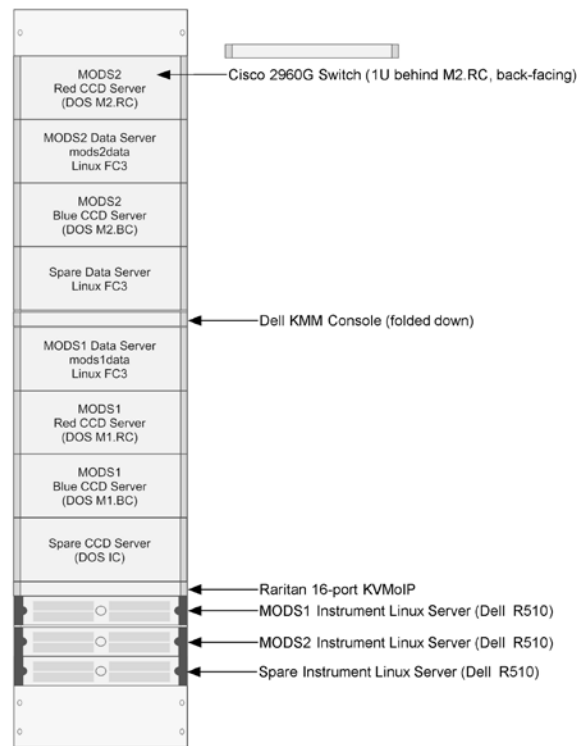 MODS2
Red CCD Server
(DOS M2.RC)
Cisco 2960G Switch (1U behind M2.RC, back-facing)
MODS2 Data Server
mods2data
Linux FC3
MODS2
Blue CCD Server
(DOS M2.BC)
Spare Data Server
Linux FC3
Dell KMM Console (folded down)
MODS1 Data Server
mods1data
Linux FC3
MODS1
Red CCD Server
(DOS M1.RC)
MODS1
Blue CCD Server
(DOS M1.BC)
Spare CCD Server
(DOS IC)
Raritan 16-port KVMoIP
MODS1 Instrument Linux Server (Dell R510)
MODS2 Instrument Linux Server (Dell R510)
Spare Instrument Linux Server (Dell R510)